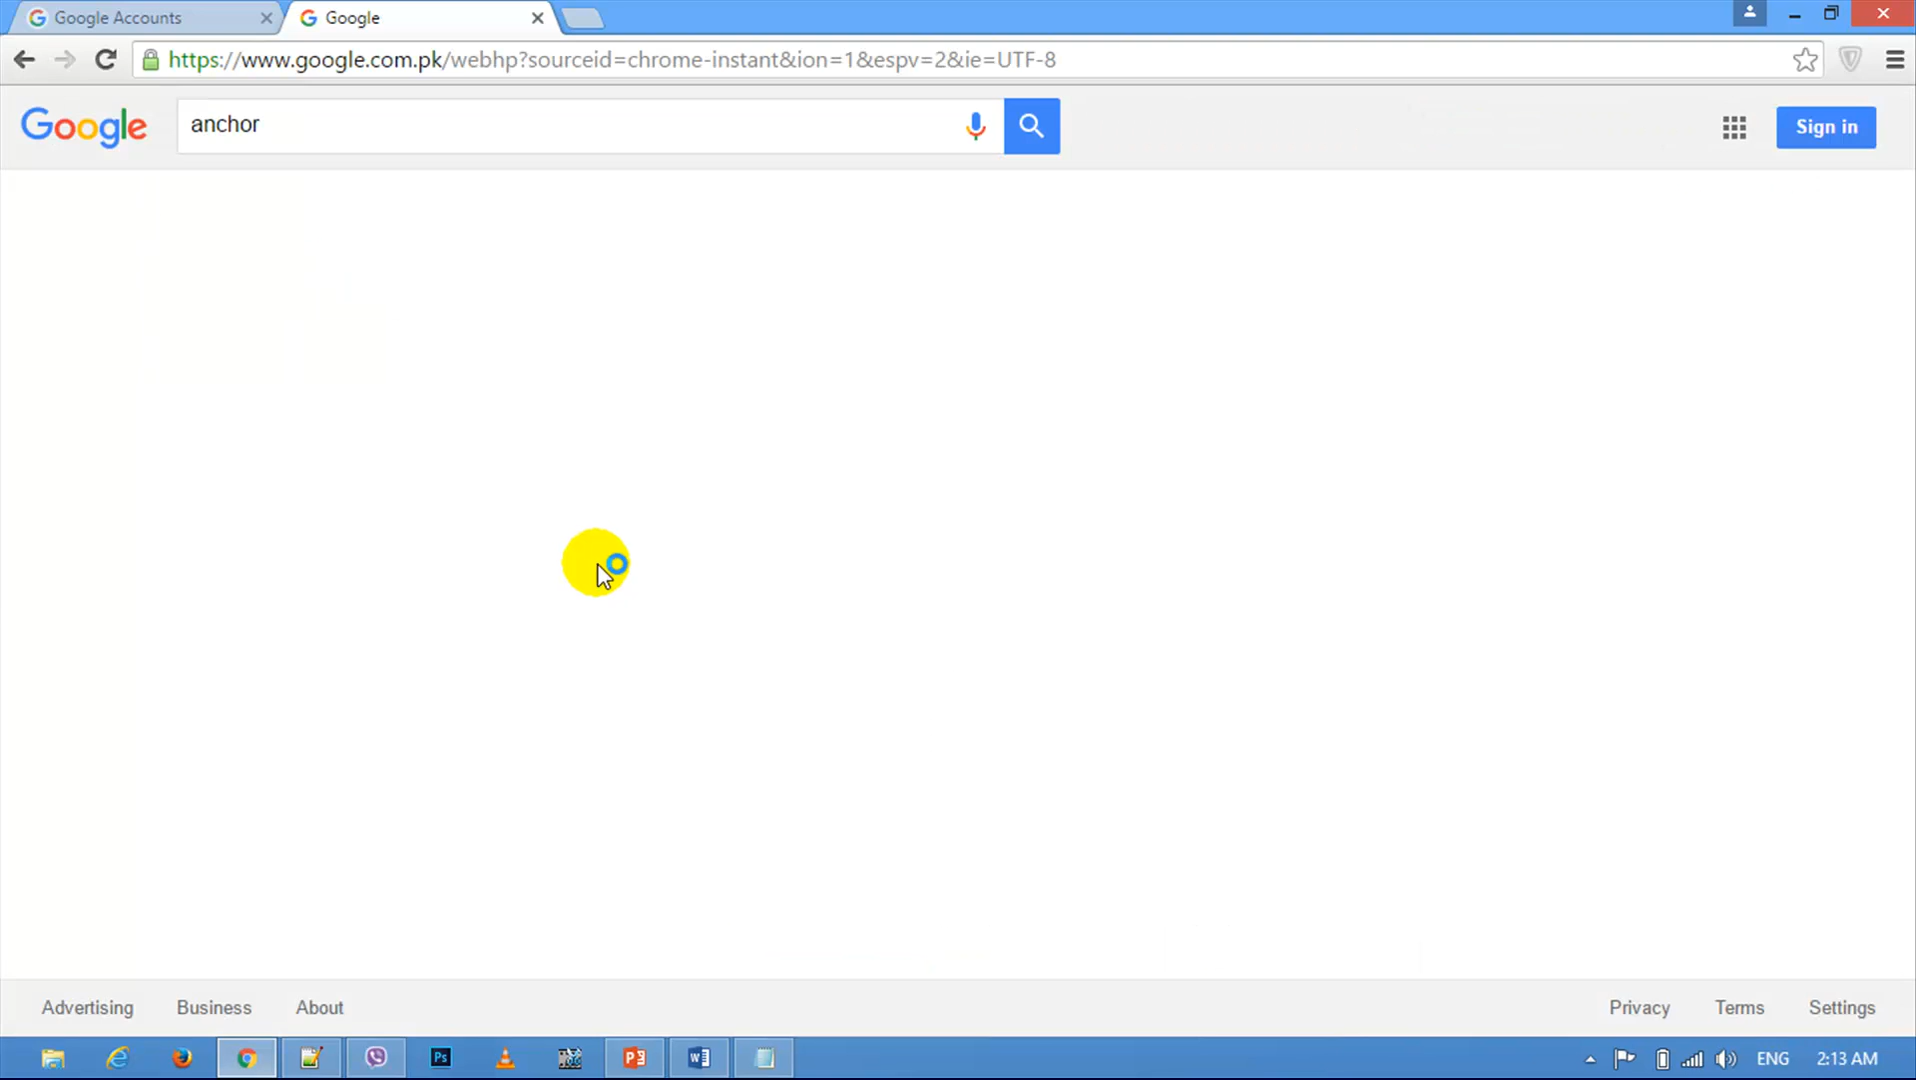 Google Accounts
Google
https://www.google.com.pk/webhp?sourceid=chrome-instant&ion=1&espv=2&ie=UTF-8
Google
anchor
Sign in
Advertising
Business
About
Privacy
Terms
Settings
Ps
ENG
2:13 AM